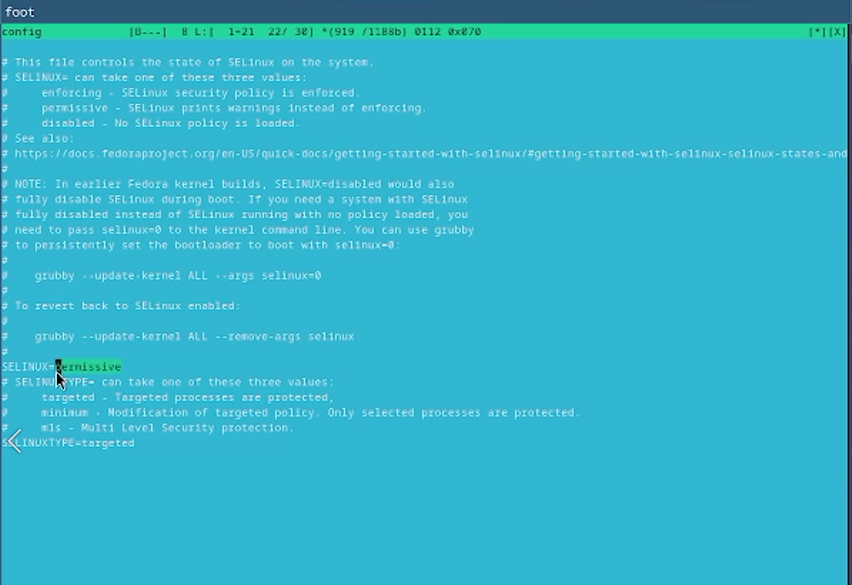 foot
config [B---] 8 L:[ 1+21 22/ 30] *(919 /1188b) 0112 0x070 [*][X]
# This file controls the state of SELinux on the system.
# SELINUX= can take one of these three values:
# enforcing - SELinux security policy is enforced.
# permissive - SELinux prints warnings instead of enforcing.
# disabled - No SELinux policy is loaded.
# See also:
# https://docs.fedoraproject.org/en-US/quick-docs/getting-started-with-selinux/#getting-started-with-selinux-selinux-states-and
#
# NOTE: In earlier Fedora kernel builds, SELINUX=disabled would also
# fully disable SELinux during boot. If you need a system with SELinux
# fully disabled instead of SELinux running with no policy loaded, you
# need to pass selinux=0 to the kernel command line. You can use grubby
# to persistently set the bootloader to boot with selinux=0:
#
# grubby --update-kernel ALL --args selinux=0
#
# To revert back to SELinux enabled:
#
# grubby --update-kernel ALL --remove-args selinux
#
SELINUX=permissive
# SELINUXTYPE= can take one of these three values:
# targeted - Targeted processes are protected,
# minimum - Modification of targeted policy. Only selected processes are protected.
# mls - Multi Level Security protection.
SELINUXTYPE=targeted